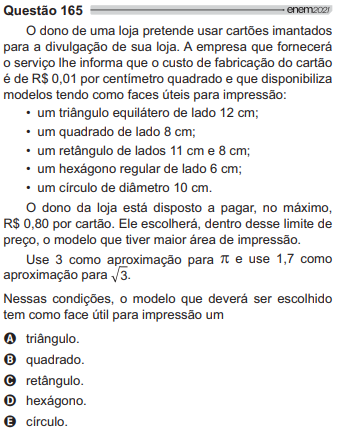 Questão 165 enem2021
O dono de uma loja pretende usar cartões imantados
para a divulgação de sua loja. A empresa que fornecerá
o serviço lhe informa que o custo de fabricação do cartão
é de R$ 0,01 por centímetro quadrado e que disponibiliza
modelos tendo como faces úteis para impressão:
• um triângulo equilátero de lado 12 cm;
• um quadrado de lado 8 cm;
• um retângulo de lados 11 cm e 8 cm;
• um hexágono regular de lado 6 cm;
• um círculo de diâmetro 10 cm.
O dono da loja está disposto a pagar, no máximo,
R$ 0,80 por cartão. Ele escolherá, dentro desse limite de
preço, o modelo que tiver maior área de impressão.
Use 3 como aproximação para π e use 1,7 como
aproximação para √3.
Nessas condições, o modelo que deverá ser escolhido
tem como face útil para impressão um
A triângulo.
B quadrado.
C retângulo.
D hexágono.
E círculo.